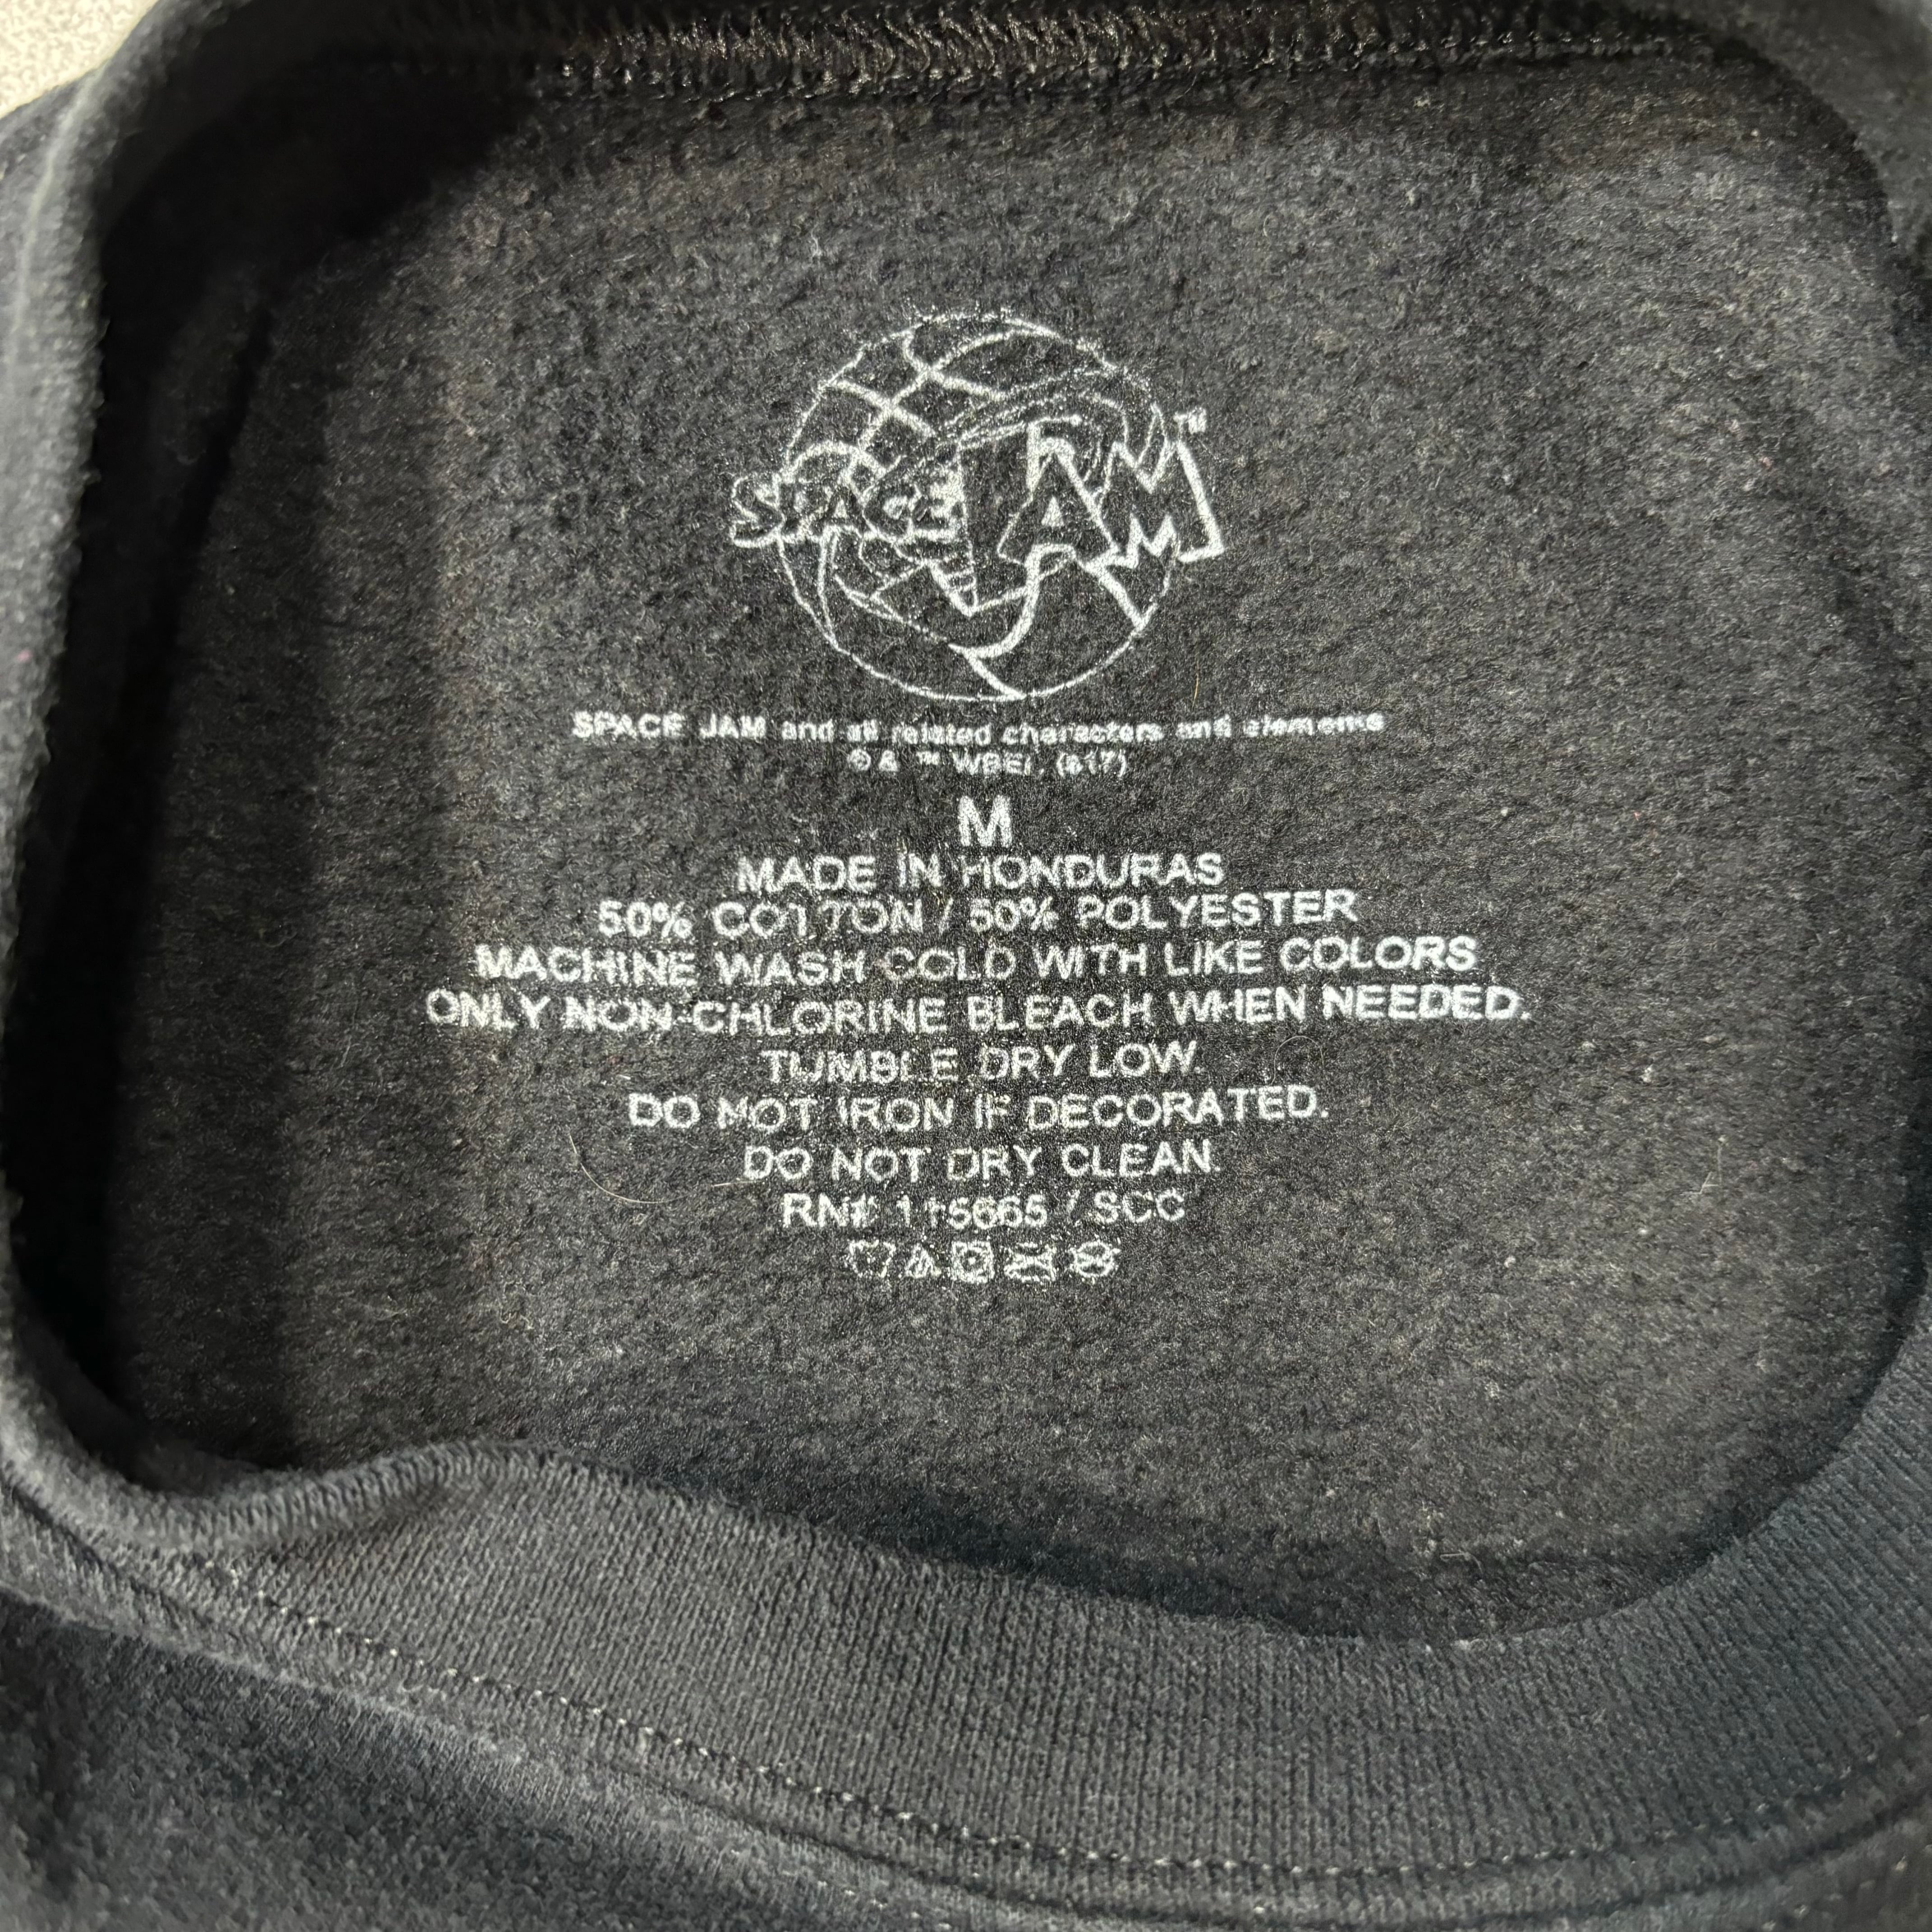 SPACE JAM™
SPACE JAM and all related characters and elements
© & ™ WBEI. (s17)
M
MADE IN HONDURAS
50% COTTON / 50% POLYESTER
MACHINE WASH COLD WITH LIKE COLORS
ONLY NON-CHLORINE BLEACH WHEN NEEDED.
TUMBLE DRY LOW.
DO NOT IRON IF DECORATED.
DO NOT DRY CLEAN.
RN# 115665 / SCC